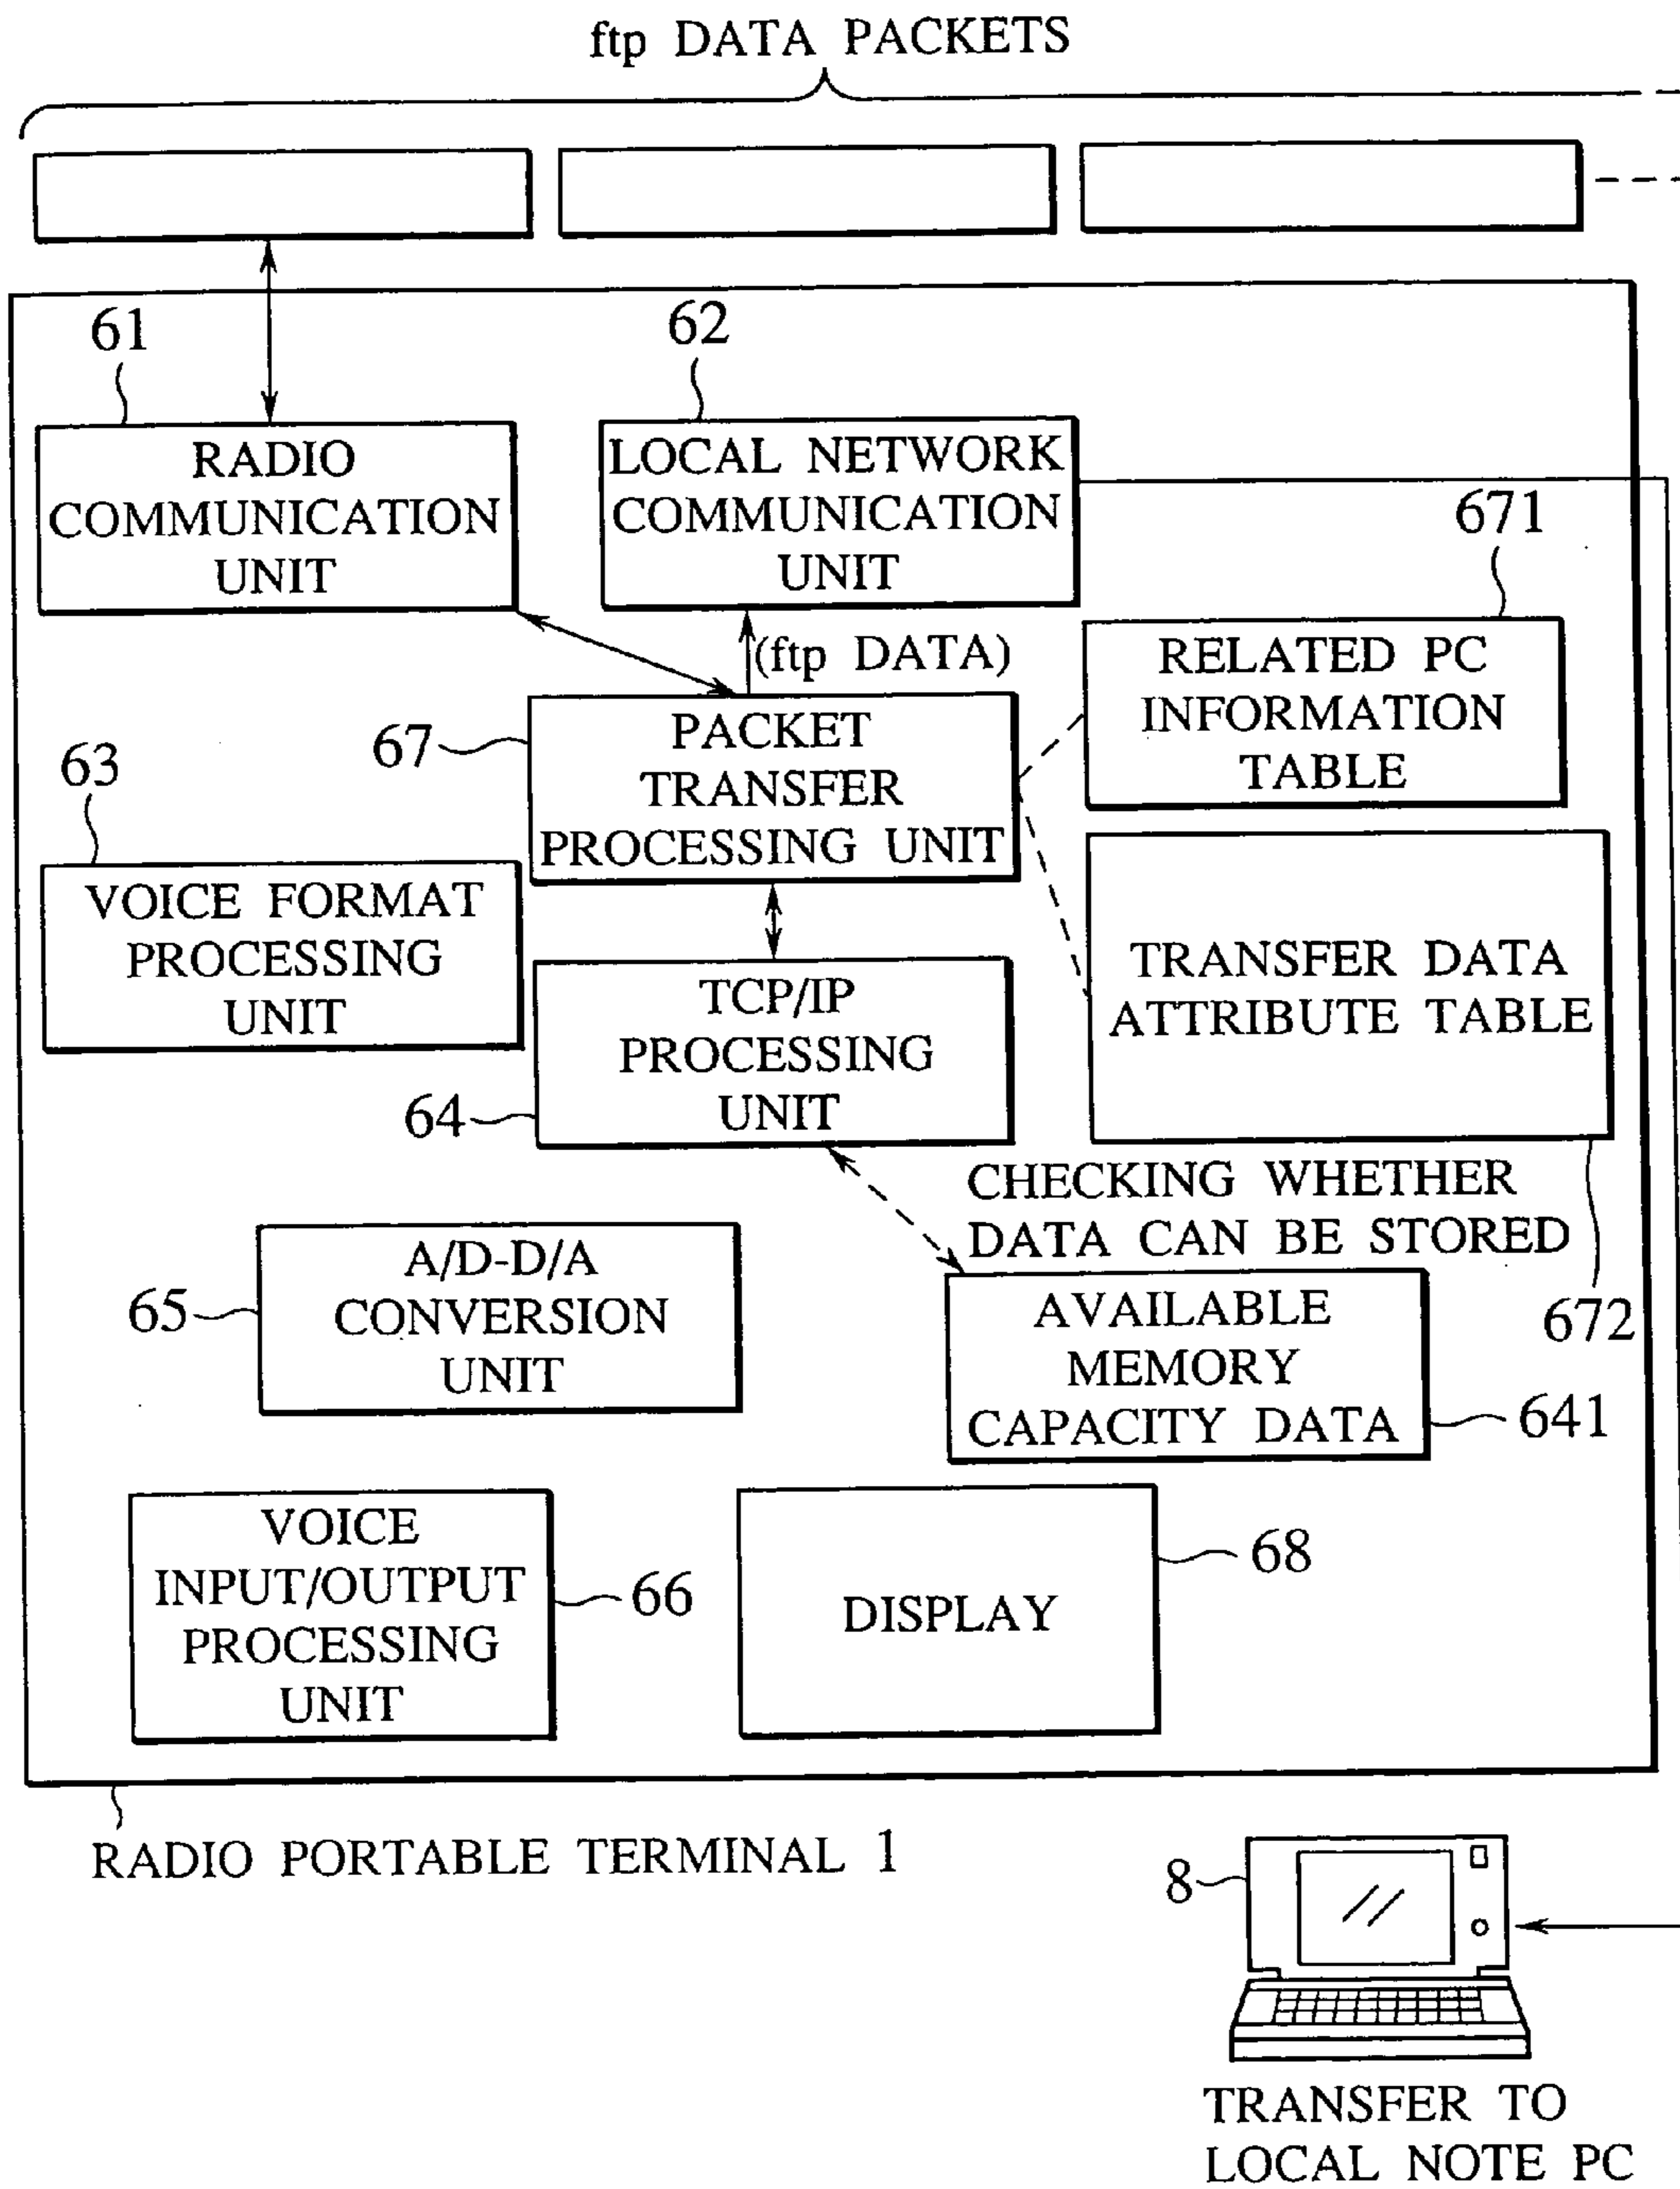 ftp DATA PACKETS
61
62
RADIO
COMMUNICATION
UNIT
LOCAL NETWORK
COMMUNICATION
UNIT
671
(ftp DATA)
RELATED PC
INFORMATION
TABLE
67
PACKET
TRANSFER
PROCESSING UNIT
63
VOICE FORMAT
PROCESSING
UNIT
TRANSFER DATA
ATTRIBUTE TABLE
TCP/IP
PROCESSING
UNIT
64
CHECKING WHETHER
DATA CAN BE STORED
672
A/D-D/A
CONVERSION
UNIT
65
AVAILABLE
MEMORY
CAPACITY DATA
641
VOICE
INPUT/OUTPUT
PROCESSING
UNIT
66
DISPLAY
68
RADIO PORTABLE TERMINAL 1
8
TRANSFER TO
LOCAL NOTE PC